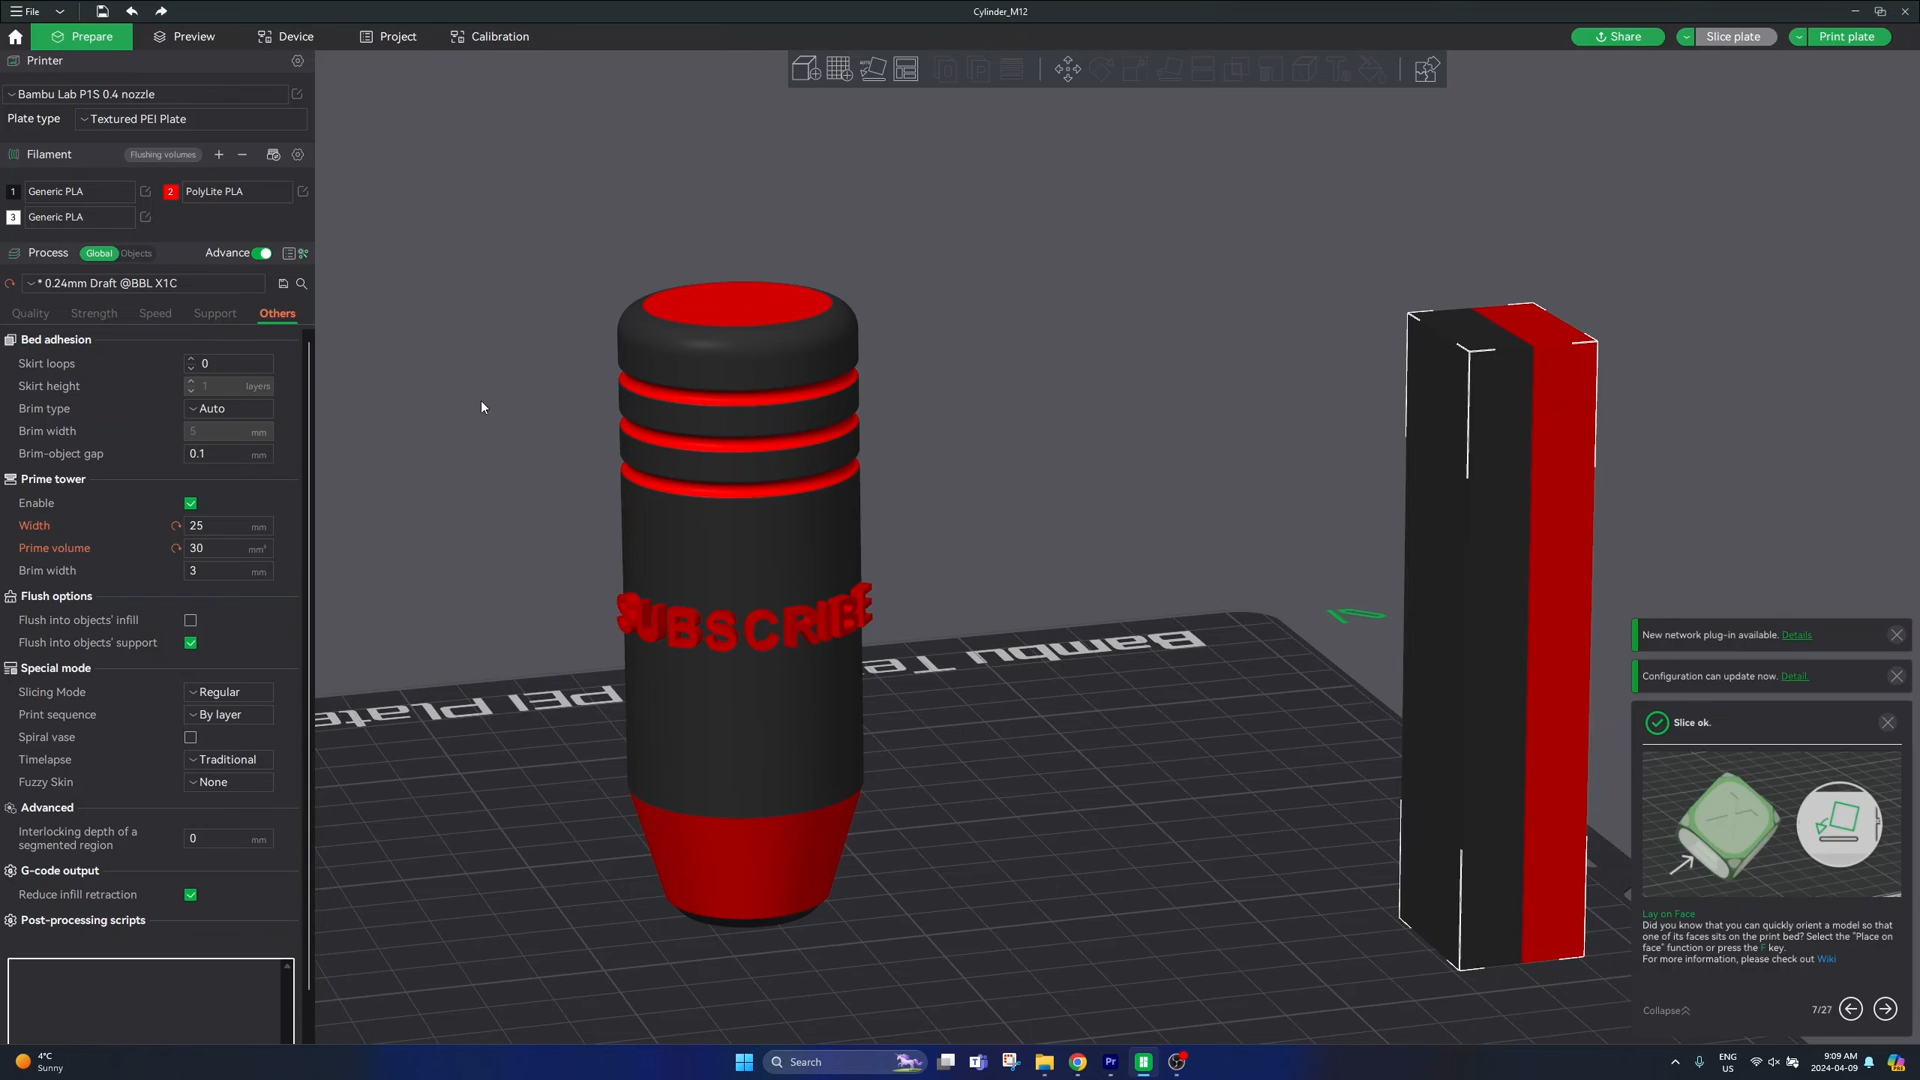 File
Cylinder_M12
Prepare
Preview
Device
Project
Calibration
Share
Slice plate
Print plate
Printer
Bambu Lab P1S 0.4 nozzle
Plate type
Textured PEI Plate
Filament
Flushing volumes
1 Generic PLA
2 PolyLite PLA
3 Generic PLA
Process
Global
Objects
Advance
* 0.24mm Draft @BBL X1C
Quality
Strength
Speed
Support
Others
Bed adhesion
Skirt loops 0
Skirt height 1 layers
Brim type Auto
Brim width 5 mm
Brim-object gap 0.1 mm
Prime tower
Enable
Width 25 mm
Prime volume 30 mm³
Brim width 3 mm
Flush options
Flush into objects' infill
Flush into objects' support
Special mode
Slicing Mode Regular
Print sequence By layer
Spiral vase
Timelapse Traditional
Fuzzy Skin None
Advanced
Interlocking depth of a
segmented region 0 mm
G-code output
Reduce infill retraction
Post-processing scripts
SUBSCRIBE
Bambu Te
PEI Plate
New network plug-in available. Details
Configuration can update now. Detail.
Slice ok.
Lay on Face
Did you know that you can quickly orient a model so that
one of its faces sits on the print bed? Select the "Place on
face" function or press the F key.
For more information, please check out Wiki
Collapse
7/27
4°C
Sunny
Search
Pr
ENG
US
9:09 AM
2024-04-09